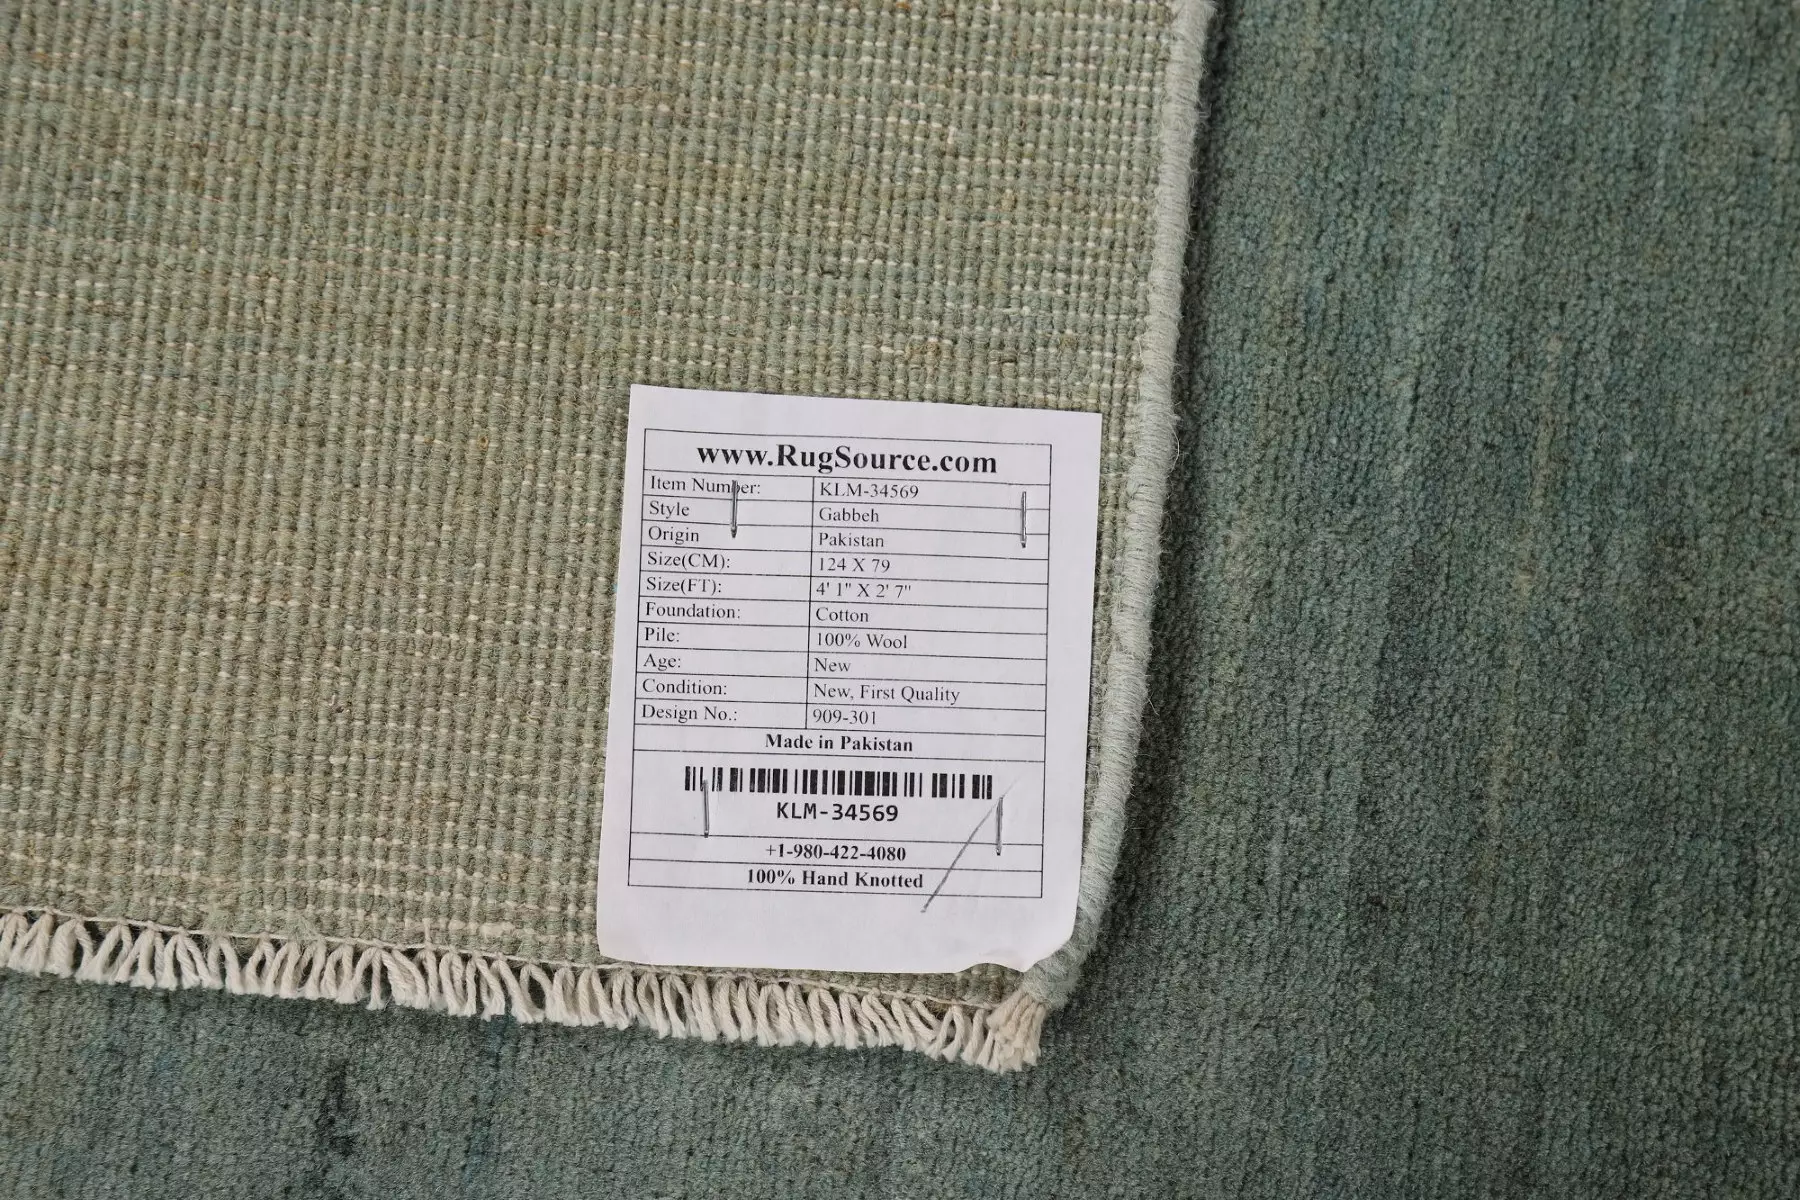 www.RugSource.com
Item Number: KLM-34569
Style Gabbeh
Origin Pakistan
Size(CM): 124 X 79
Size(FT): 4' 1" X 2' 7"
Foundation: Cotton
Pile: 100% Wool
Age: New
Condition: New, First Quality
Design No.: 909-301
Made in Pakistan
KLM-34569
+1-980-422-4080
100% Hand Knotted